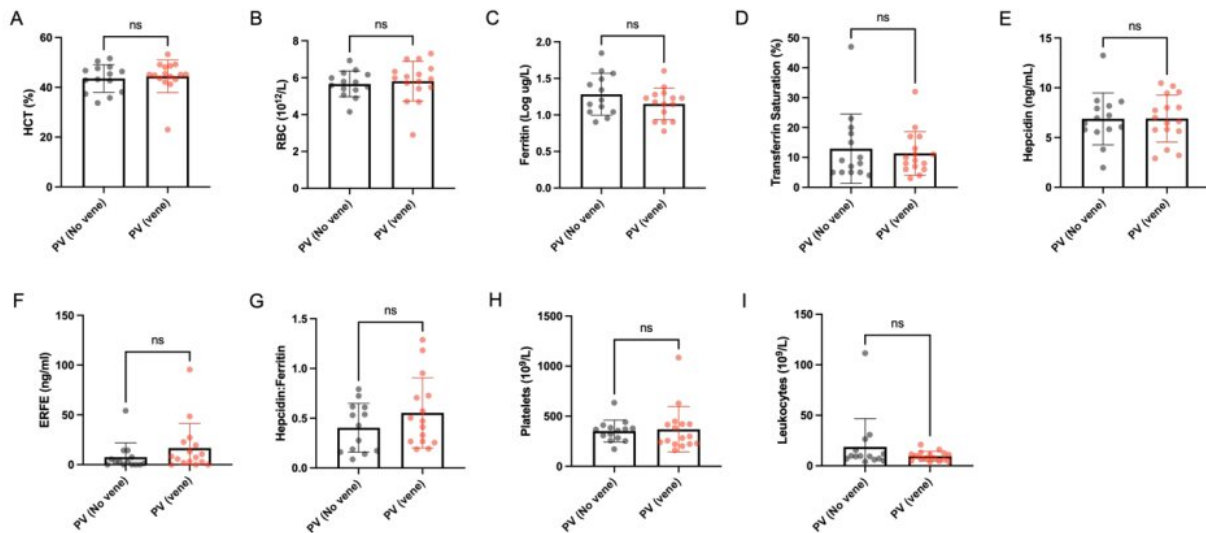 A
ns
60
40
20
0
HCT (%)
PV (No vene)
PV (vene)
B
ns
8
6
4
2
0
RBC (10¹²/L)
PV (No vene)
PV (vene)
C
ns
2.0
1.5
1.0
0.5
0.0
Ferritin (Log ug/L)
PV (No vene)
PV (vene)
D
ns
50
40
30
20
10
0
Transferrin Saturation (%)
PV (No vene)
PV (vene)
E
ns
15
10
5
0
Hepcidin (ng/mL)
PV (No vene)
PV (vene)
F
ns
150
100
50
0
ERFE (ng/ml)
PV (No vene)
PV (vene)
G
ns
1.5
1.0
0.5
0.0
Hepcidin:Ferritin
PV (No vene)
PV (vene)
H
ns
1500
1000
500
0
Platelets (10⁹/L)
PV (No vene)
PV (vene)
I
ns
150
100
50
0
Leukocytes (10⁹/L)
PV (No vene)
PV (vene)